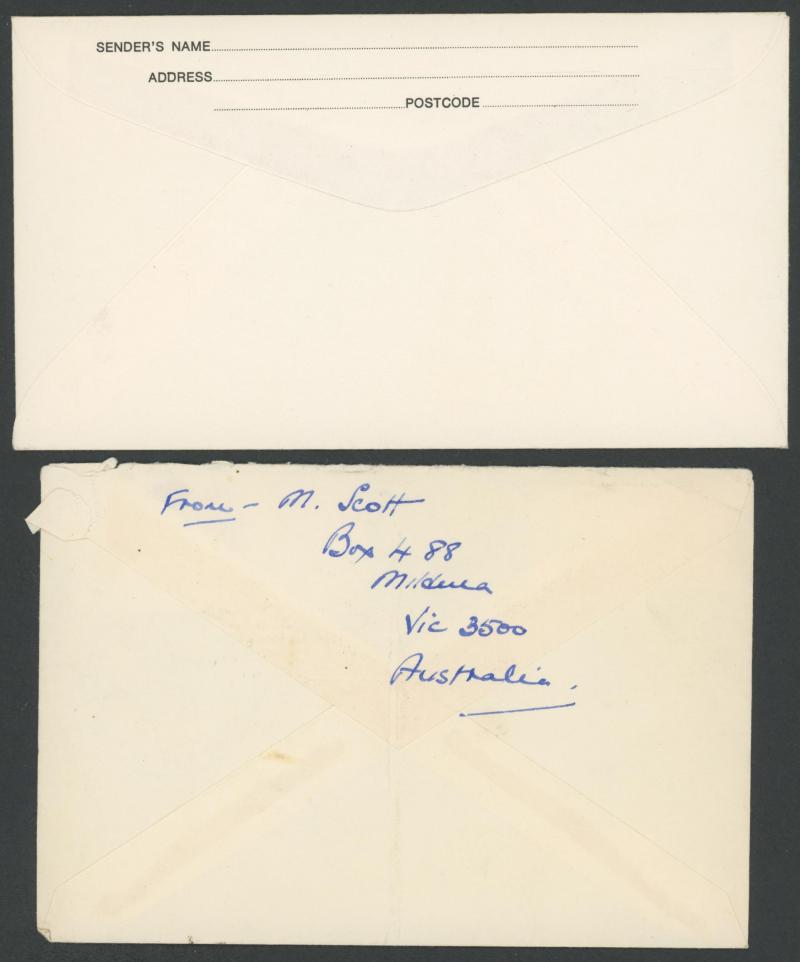 SENDER'S NAME
ADDRESS
POSTCODE
From - M. Scott
Box 488
Mildura
Vic 3500
Australia.